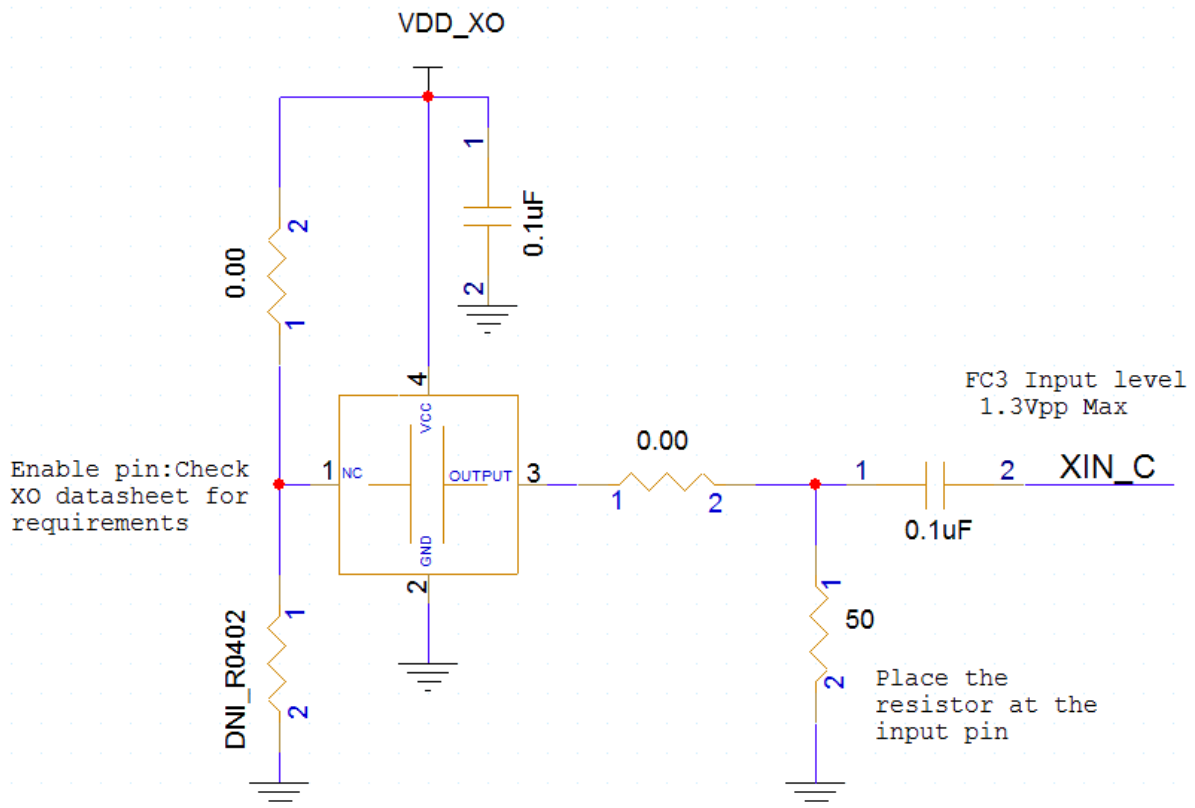 VDD_XO
1
0.1uF
2
2
0.00
1
4
VCC
FC3 Input level
1.3Vpp Max
Enable pin:Check
XO datasheet for
requirements
1
NC
OUTPUT
3
GND
2
0.00
1
2
1
2
XIN_C
0.1uF
1
DNI_R0402
2
1
50
2
Place the
resistor at the
input pin